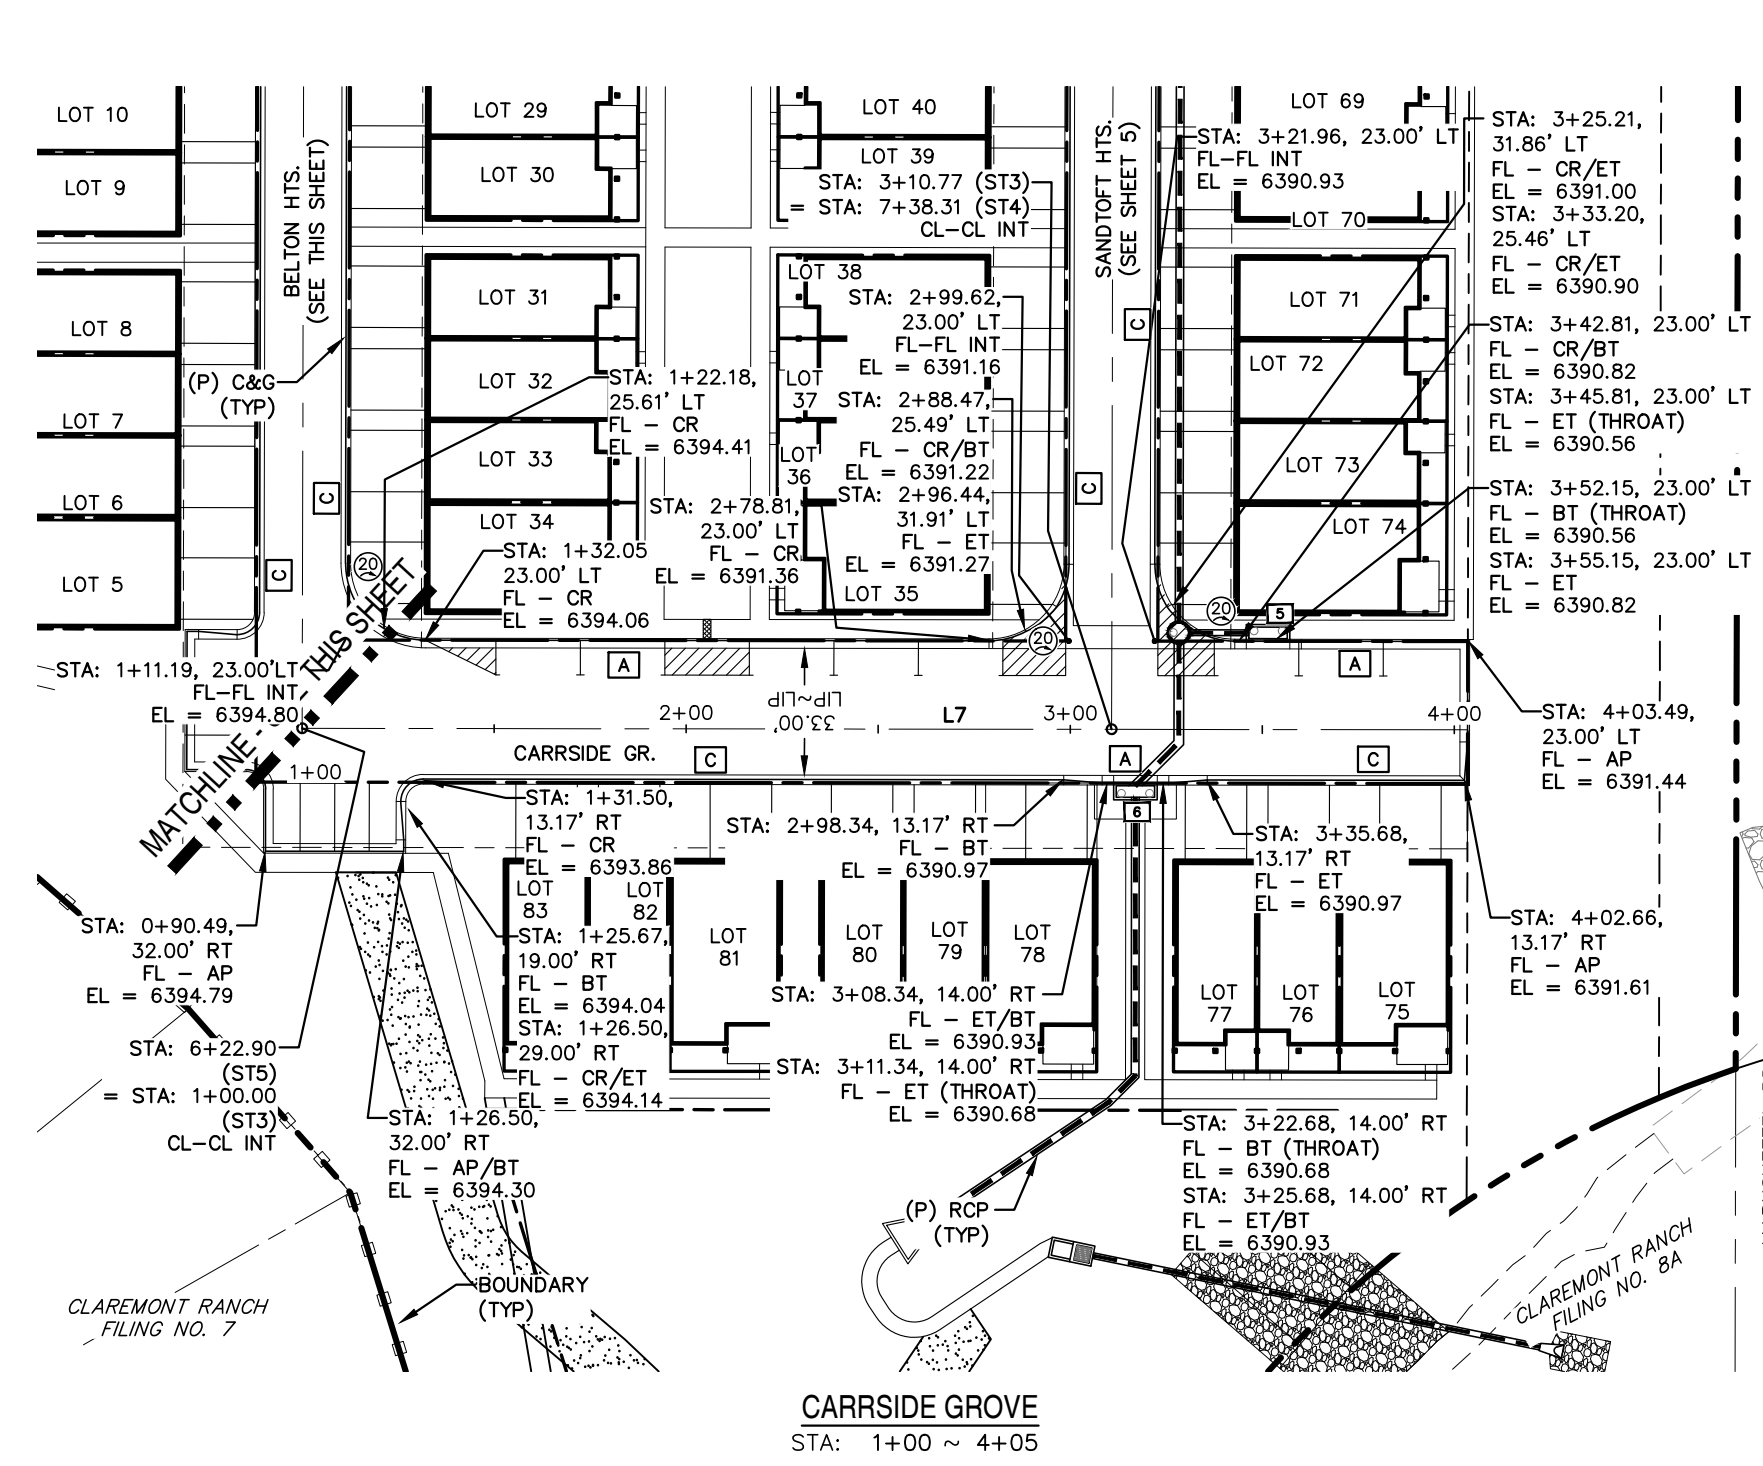 LOT 10
LOT 9
LOT 8
LOT 7
LOT 6
LOT 5
BELTON HTS.
(SEE THIS SHEET)
(P) C&G
(TYP)
C
C
20
LOT 29
LOT 30
LOT 31
LOT 32
LOT 33
LOT 34
STA: 1+22.18,
25.61' LT
FL - CR
EL = 6394.41
STA: 1+32.05
23.00' LT
FL - CR
EL = 6394.06
LOT 40
LOT 39
STA: 3+10.77 (ST3)
= STA: 7+38.31 (ST4)
CL-CL INT
LOT 38
STA: 2+99.62,
23.00' LT
FL-FL INT
EL = 6391.16
LOT
37
STA: 2+88.47,
25.49' LT
FL - CR/BT
EL = 6391.22
LOT
36
STA: 2+96.44,
31.91' LT
FL - ET
EL = 6391.27
STA: 2+78.81,
23.00' LT
FL - CR
EL = 6391.36
LOT 35
20
SANDTOFT HTS.
(SEE SHEET 5)
C
C
LOT 69
STA: 3+21.96, 23.00' LT
FL-FL INT
EL = 6390.93
LOT 70
LOT 71
LOT 72
LOT 73
LOT 74
20
5
STA: 3+25.21,
31.86' LT
FL - CR/ET
EL = 6391.00
STA: 3+33.20,
25.46' LT
FL - CR/ET
EL = 6390.90
STA: 3+42.81, 23.00' LT
FL - CR/BT
EL = 6390.82
STA: 3+45.81, 23.00' LT
FL - ET (THROAT)
EL = 6390.56
STA: 3+52.15, 23.00' LT
FL - BT (THROAT)
EL = 6390.56
STA: 3+55.15, 23.00' LT
FL - ET
EL = 6390.82
MATCHLINE - THIS SHEET
STA: 1+11.19, 23.00'LT
FL-FL INT
EL = 6394.80
A
A
33.00'
LIP~LIP
1+00
2+00
L7
3+00
4+00
CARRSIDE GR.
C
A
C
6
STA: 4+03.49,
23.00' LT
FL - AP
EL = 6391.44
STA: 1+31.50,
13.17' RT
FL - CR
EL = 6393.86
STA: 2+98.34, 13.17' RT
FL - BT
EL = 6390.97
STA: 3+35.68,
13.17' RT
FL - ET
EL = 6390.97
STA: 4+02.66,
13.17' RT
FL - AP
EL = 6391.61
STA: 0+90.49,
32.00' RT
FL - AP
EL = 6394.79
LOT
83
LOT
82
LOT
81
LOT
80
LOT
79
LOT
78
LOT
77
LOT
76
LOT
75
STA: 1+25.67,
19.00' RT
FL - BT
EL = 6394.04
STA: 1+26.50,
29.00' RT
FL - CR/ET
EL = 6394.14
STA: 3+08.34, 14.00' RT
FL - ET/BT
EL = 6390.93
STA: 3+11.34, 14.00' RT
FL - ET (THROAT)
EL = 6390.68
STA: 6+22.90
(ST5)
= STA: 1+00.00
(ST3)
CL-CL INT
STA: 1+26.50,
32.00' RT
FL - AP/BT
EL = 6394.30
STA: 3+22.68, 14.00' RT
FL - BT (THROAT)
EL = 6390.68
STA: 3+25.68, 14.00' RT
FL - ET/BT
EL = 6390.93
(P) RCP
(TYP)
BOUNDARY
(TYP)
CLAREMONT RANCH
FILING NO. 7
CLAREMONT RANCH
FILING NO. 8A
CARRSIDE GROVE
STA: 1+00 ~ 4+05